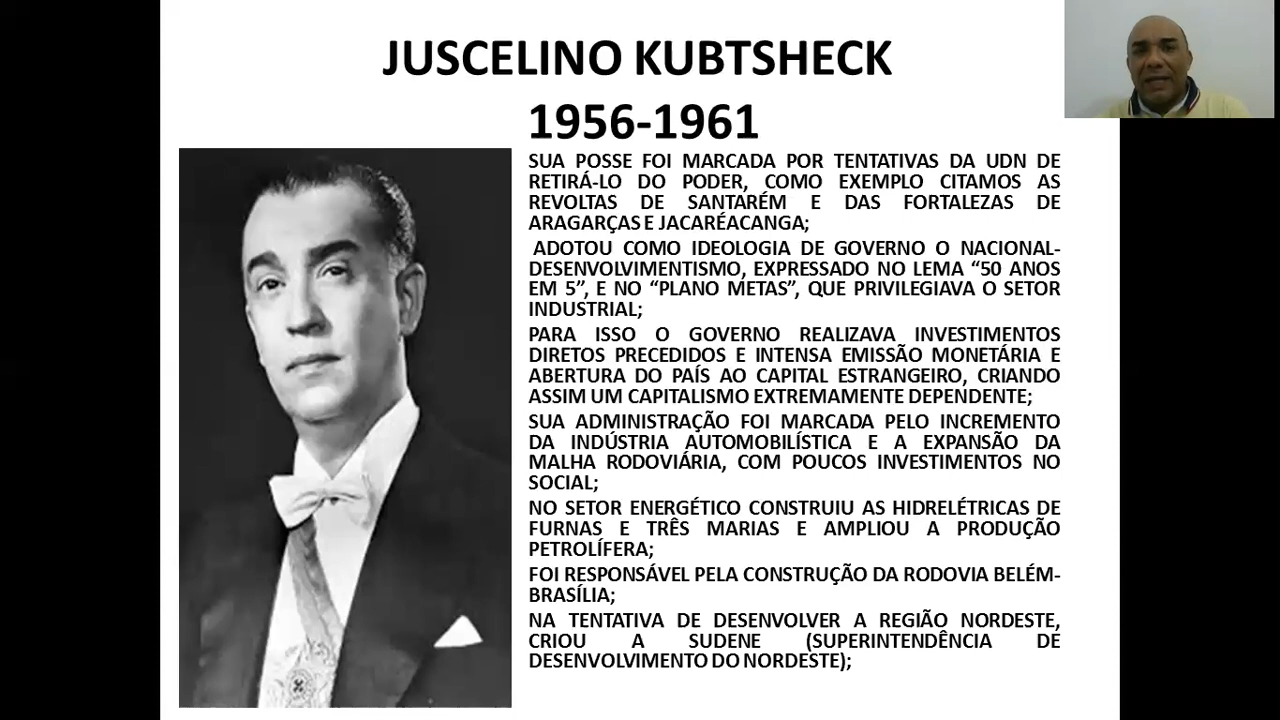 JUSCELINO KUBTSHECK
1956-1961
SUA POSSE FOI MARCADA POR TENTATIVAS DA UDN DE
RETIRÁ-LO DO PODER, COMO EXEMPLO CITAMOS AS
REVOLTAS DE SANTARÉM E DAS FORTALEZAS DE
ARAGARÇAS E JACARÉACANGA;
ADOTOU COMO IDEOLOGIA DE GOVERNO O NACIONAL-
DESENVOLVIMENTISMO, EXPRESSADO NO LEMA “50 ANOS
EM 5”, E NO “PLANO METAS”, QUE PRIVILEGIAVA O SETOR
INDUSTRIAL;
PARA ISSO O GOVERNO REALIZAVA INVESTIMENTOS
DIRETOS PRECEDIDOS E INTENSA EMISSÃO MONETÁRIA E
ABERTURA DO PAÍS AO CAPITAL ESTRANGEIRO, CRIANDO
ASSIM UM CAPITALISMO EXTREMAMENTE DEPENDENTE;
SUA ADMINISTRAÇÃO FOI MARCADA PELO INCREMENTO
DA INDÚSTRIA AUTOMOBILÍSTICA E A EXPANSÃO DA
MALHA RODOVIÁRIA, COM POUCOS INVESTIMENTOS NO
SOCIAL;
NO SETOR ENERGÉTICO CONSTRUIU AS HIDRELÉTRICAS DE
FURNAS E TRÊS MARIAS E AMPLIOU A PRODUÇÃO
PETROLÍFERA;
FOI RESPONSÁVEL PELA CONSTRUÇÃO DA RODOVIA BELÉM-
BRASÍLIA;
NA TENTATIVA DE DESENVOLVER A REGIÃO NORDESTE,
CRIOU A SUDENE (SUPERINTENDÊNCIA DE
DESENVOLVIMENTO DO NORDESTE);